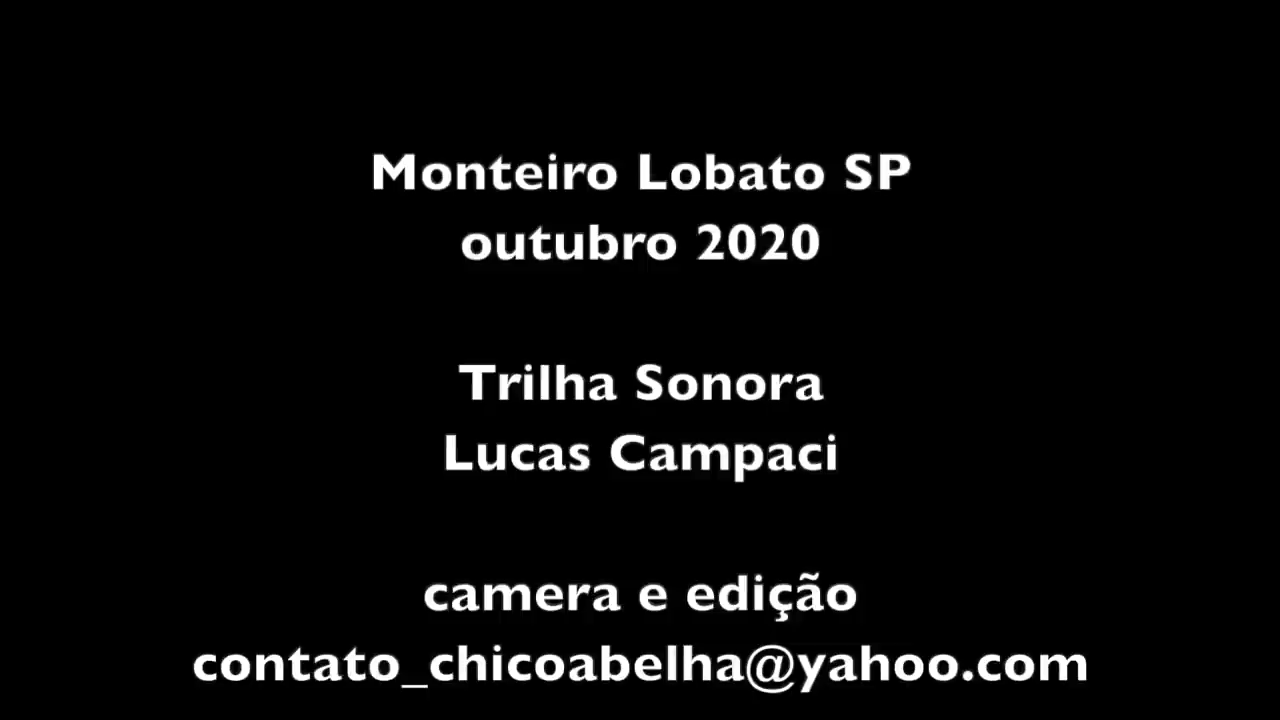 Monteiro Lobato SP
outubro 2020
Trilha Sonora
Lucas Campaci
camera e edição
contato_chicoabelha@yahoo.com